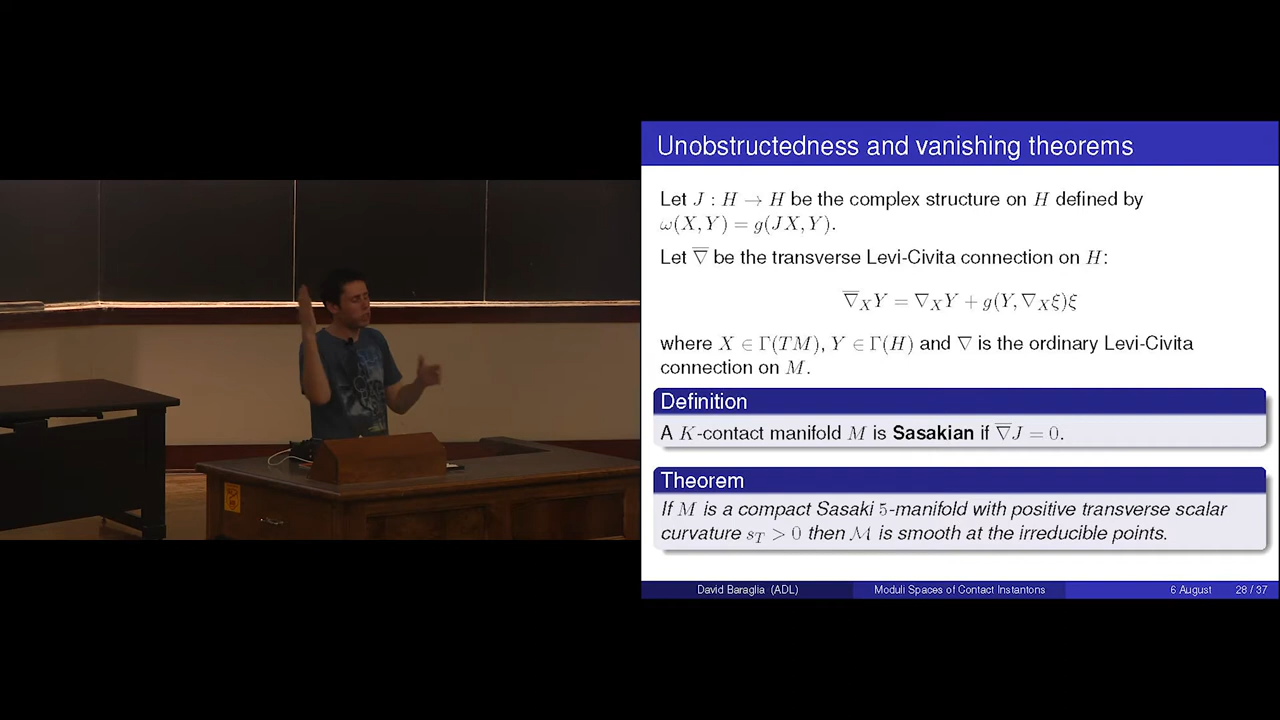 Unobstructedness and vanishing theorems
Let J : H → H be the complex structure on H defined by
ω(X, Y) = g(JX, Y).
Let ∇̅ be the transverse Levi-Civita connection on H:
∇̅_X Y = ∇_X Y + g(Y, ∇_X ξ)ξ
where X ∈ Γ(TM), Y ∈ Γ(H) and ∇ is the ordinary Levi-Civita
connection on M.
Definition
A K-contact manifold M is Sasakian if ∇̅J = 0.
Theorem
If M is a compact Sasaki 5-manifold with positive transverse scalar
curvature s_T > 0 then ℳ is smooth at the irreducible points.
David Baraglia (ADL) Moduli Spaces of Contact Instantons 6 August 28 / 37